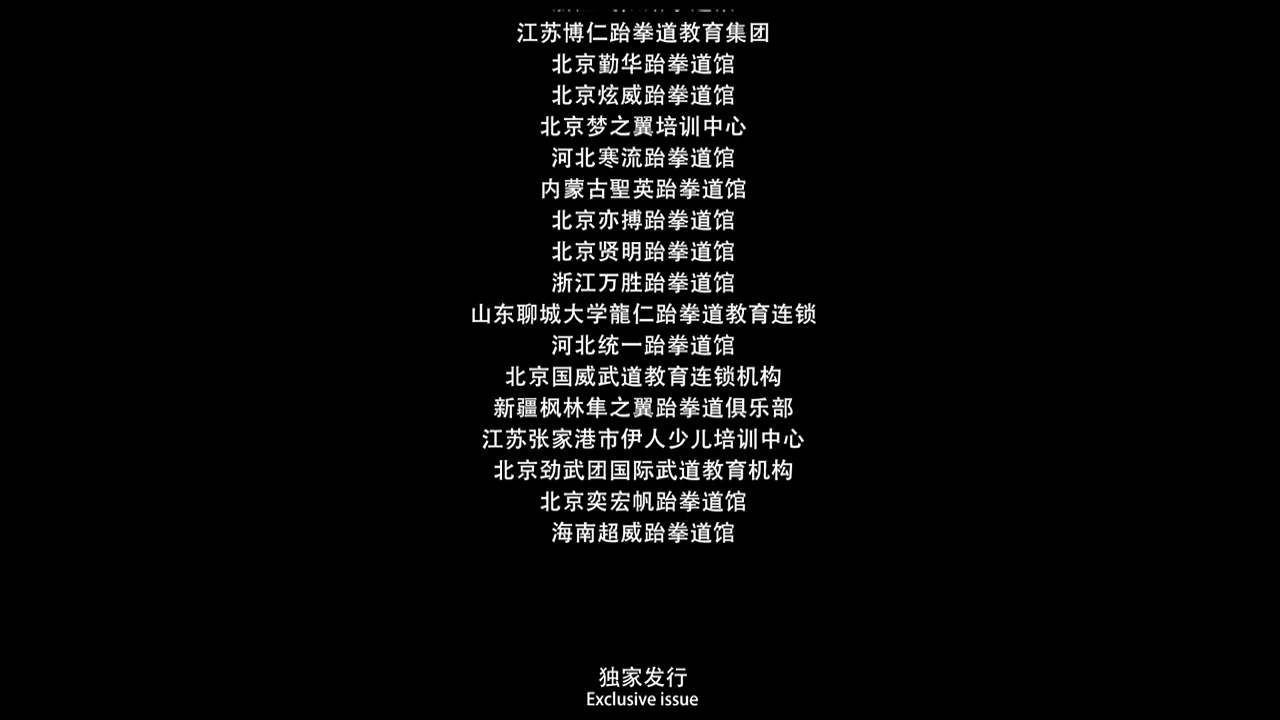 江苏博仁跆拳道教育集团
北京勤华跆拳道馆
北京炫威跆拳道馆
北京梦之翼培训中心
河北寒流跆拳道馆
内蒙古聖英跆拳道馆
北京亦搏跆拳道馆
北京贤明跆拳道馆
浙江万胜跆拳道馆
山东聊城大学龍仁跆拳道教育连锁
河北统一跆拳道馆
北京国威武道教育连锁机构
新疆枫林隼之翼跆拳道俱乐部
江苏张家港市伊人少儿培训中心
北京劲武团国际武道教育机构
北京奕宏帆跆拳道馆
海南超威跆拳道馆
独家发行
Exclusive issue